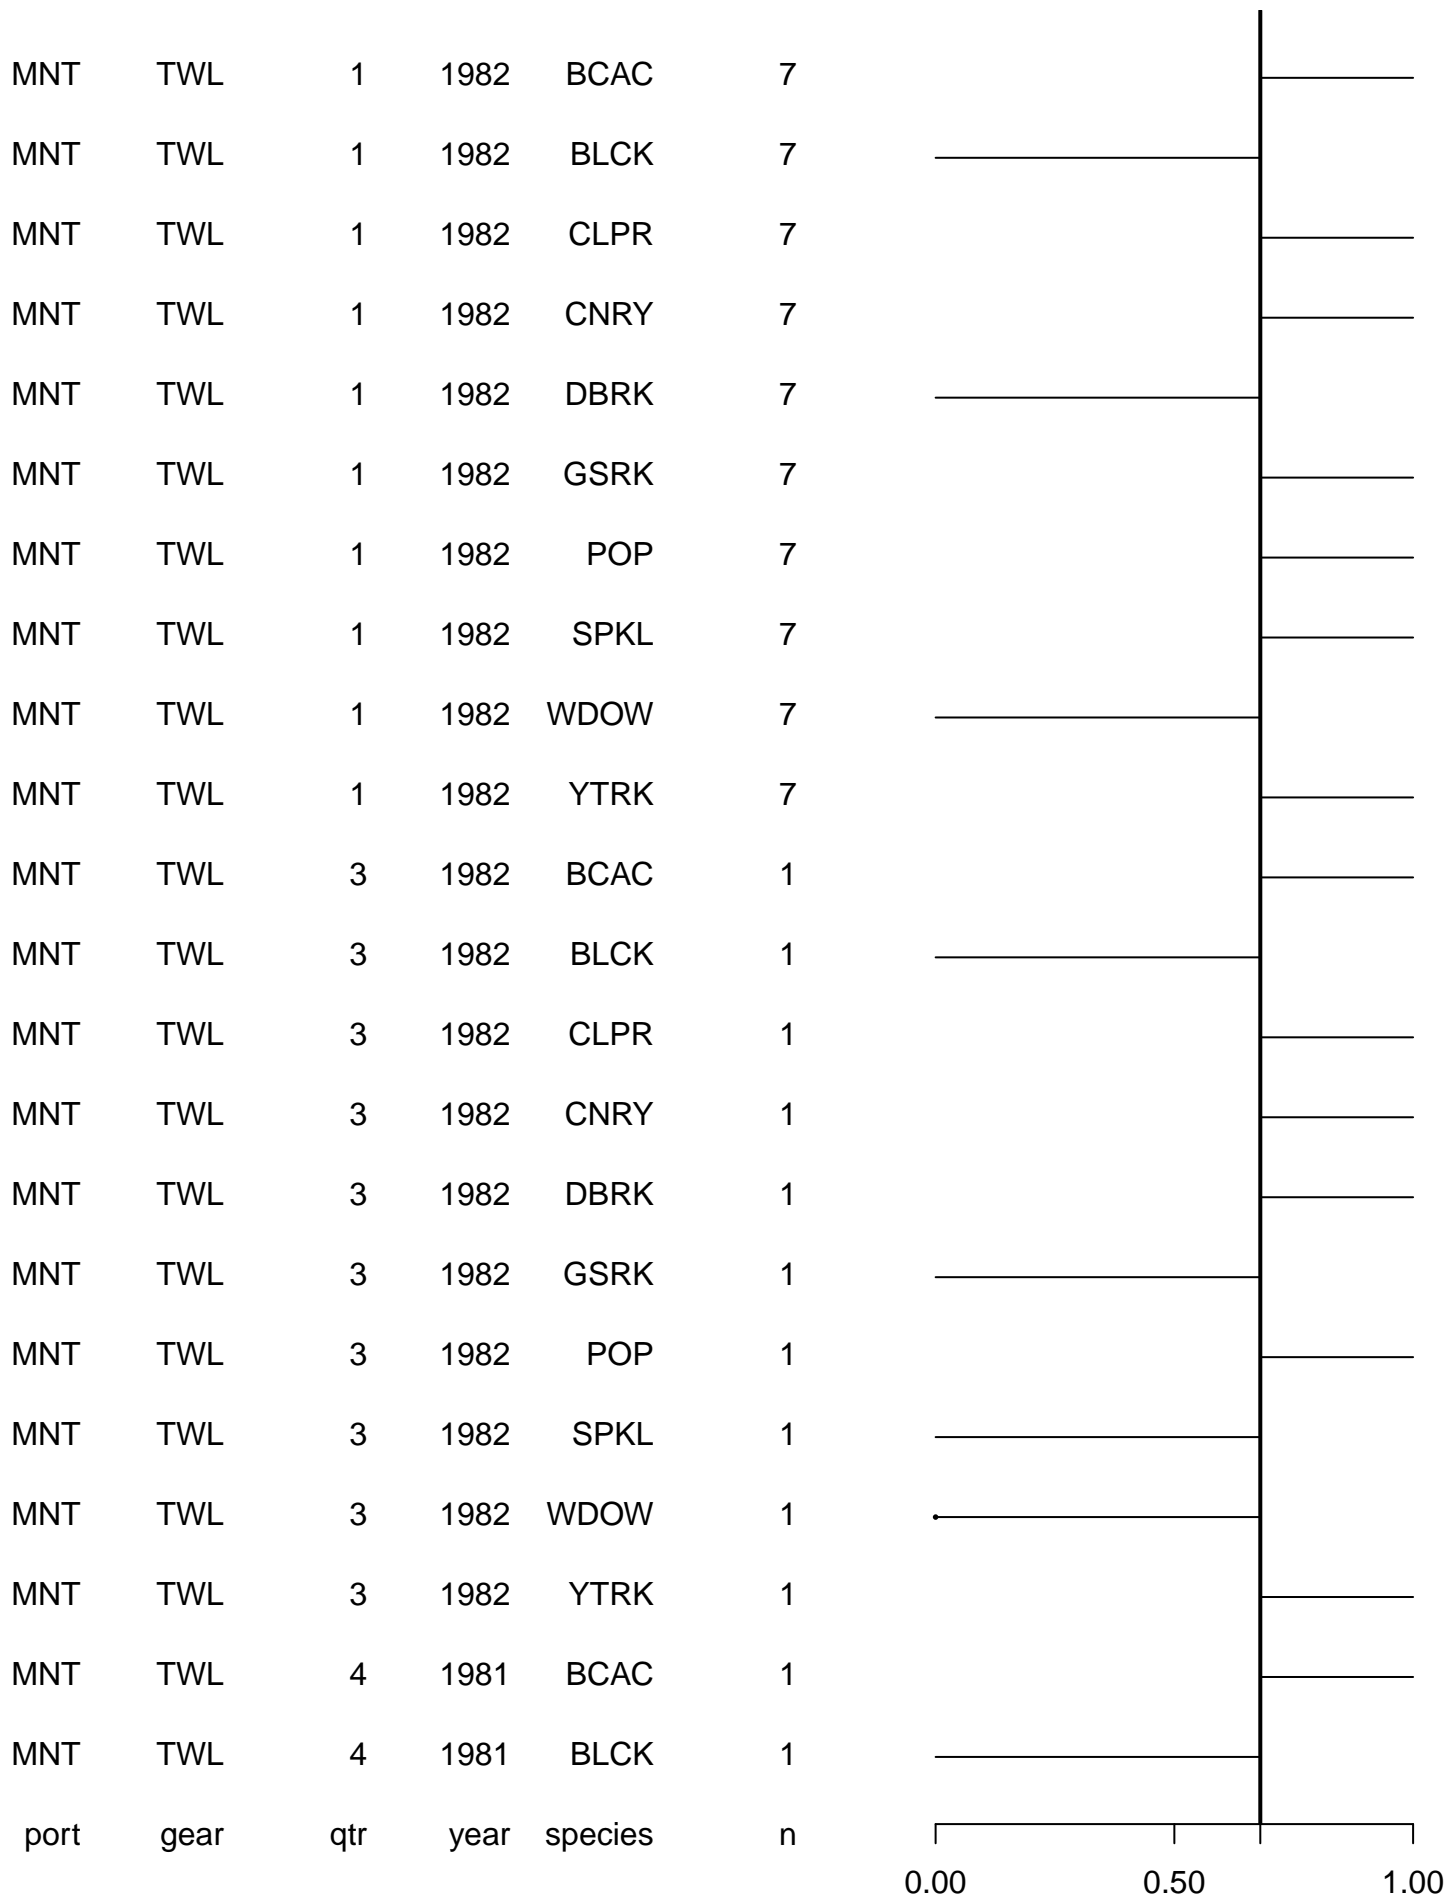 MNT TWL 1 1982 BCAC 7
MNT TWL 1 1982 BLCK 7
MNT TWL 1 1982 CLPR 7
MNT TWL 1 1982 CNRY 7
MNT TWL 1 1982 DBRK 7
MNT TWL 1 1982 GSRK 7
MNT TWL 1 1982 POP 7
MNT TWL 1 1982 SPKL 7
MNT TWL 1 1982 WDOW 7
MNT TWL 1 1982 YTRK 7
MNT TWL 3 1982 BCAC 1
MNT TWL 3 1982 BLCK 1
MNT TWL 3 1982 CLPR 1
MNT TWL 3 1982 CNRY 1
MNT TWL 3 1982 DBRK 1
MNT TWL 3 1982 GSRK 1
MNT TWL 3 1982 POP 1
MNT TWL 3 1982 SPKL 1
MNT TWL 3 1982 WDOW 1
MNT TWL 3 1982 YTRK 1
MNT TWL 4 1981 BCAC 1
MNT TWL 4 1981 BLCK 1
port gear qtr year species n
0.00 0.50 1.00